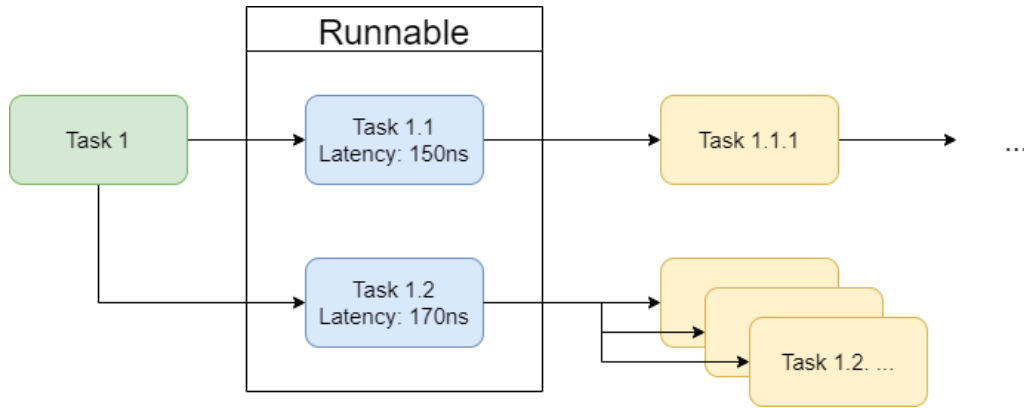 Runnable
Task 1
Task 1.1
Latency: 150ns
Task 1.1.1
...
Task 1.2
Latency: 170ns
Task 1.2. ...